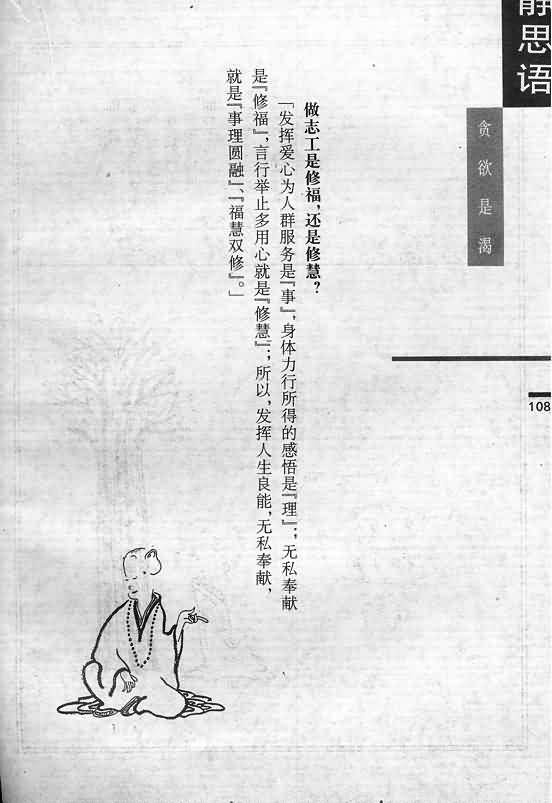 静思语
贪欲是渴
108
做志工是修福，还是修慧？
「发挥爱心为人群服务是『事』，身体力行所得的感悟是『理』；无私奉献
是『修福』，言行举止多用心就是『修慧』；所以，发挥人生良能，无私奉献，
就是『事理圆融』、『福慧双修』。」